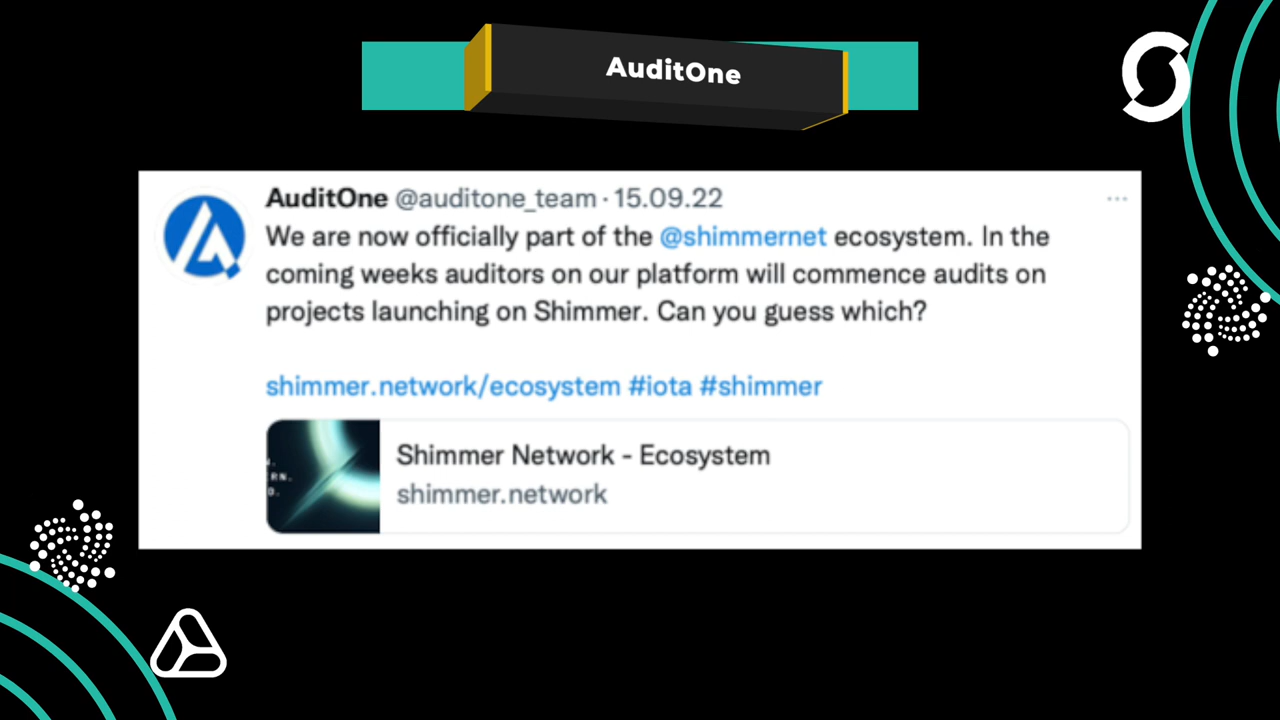 AuditOne
AuditOne @auditone_team · 15.09.22
We are now officially part of the @shimmernet ecosystem. In the
coming weeks auditors on our platform will commence audits on
projects launching on Shimmer. Can you guess which?
shimmer.network/ecosystem #iota #shimmer
Shimmer Network - Ecosystem
shimmer.network
RN.